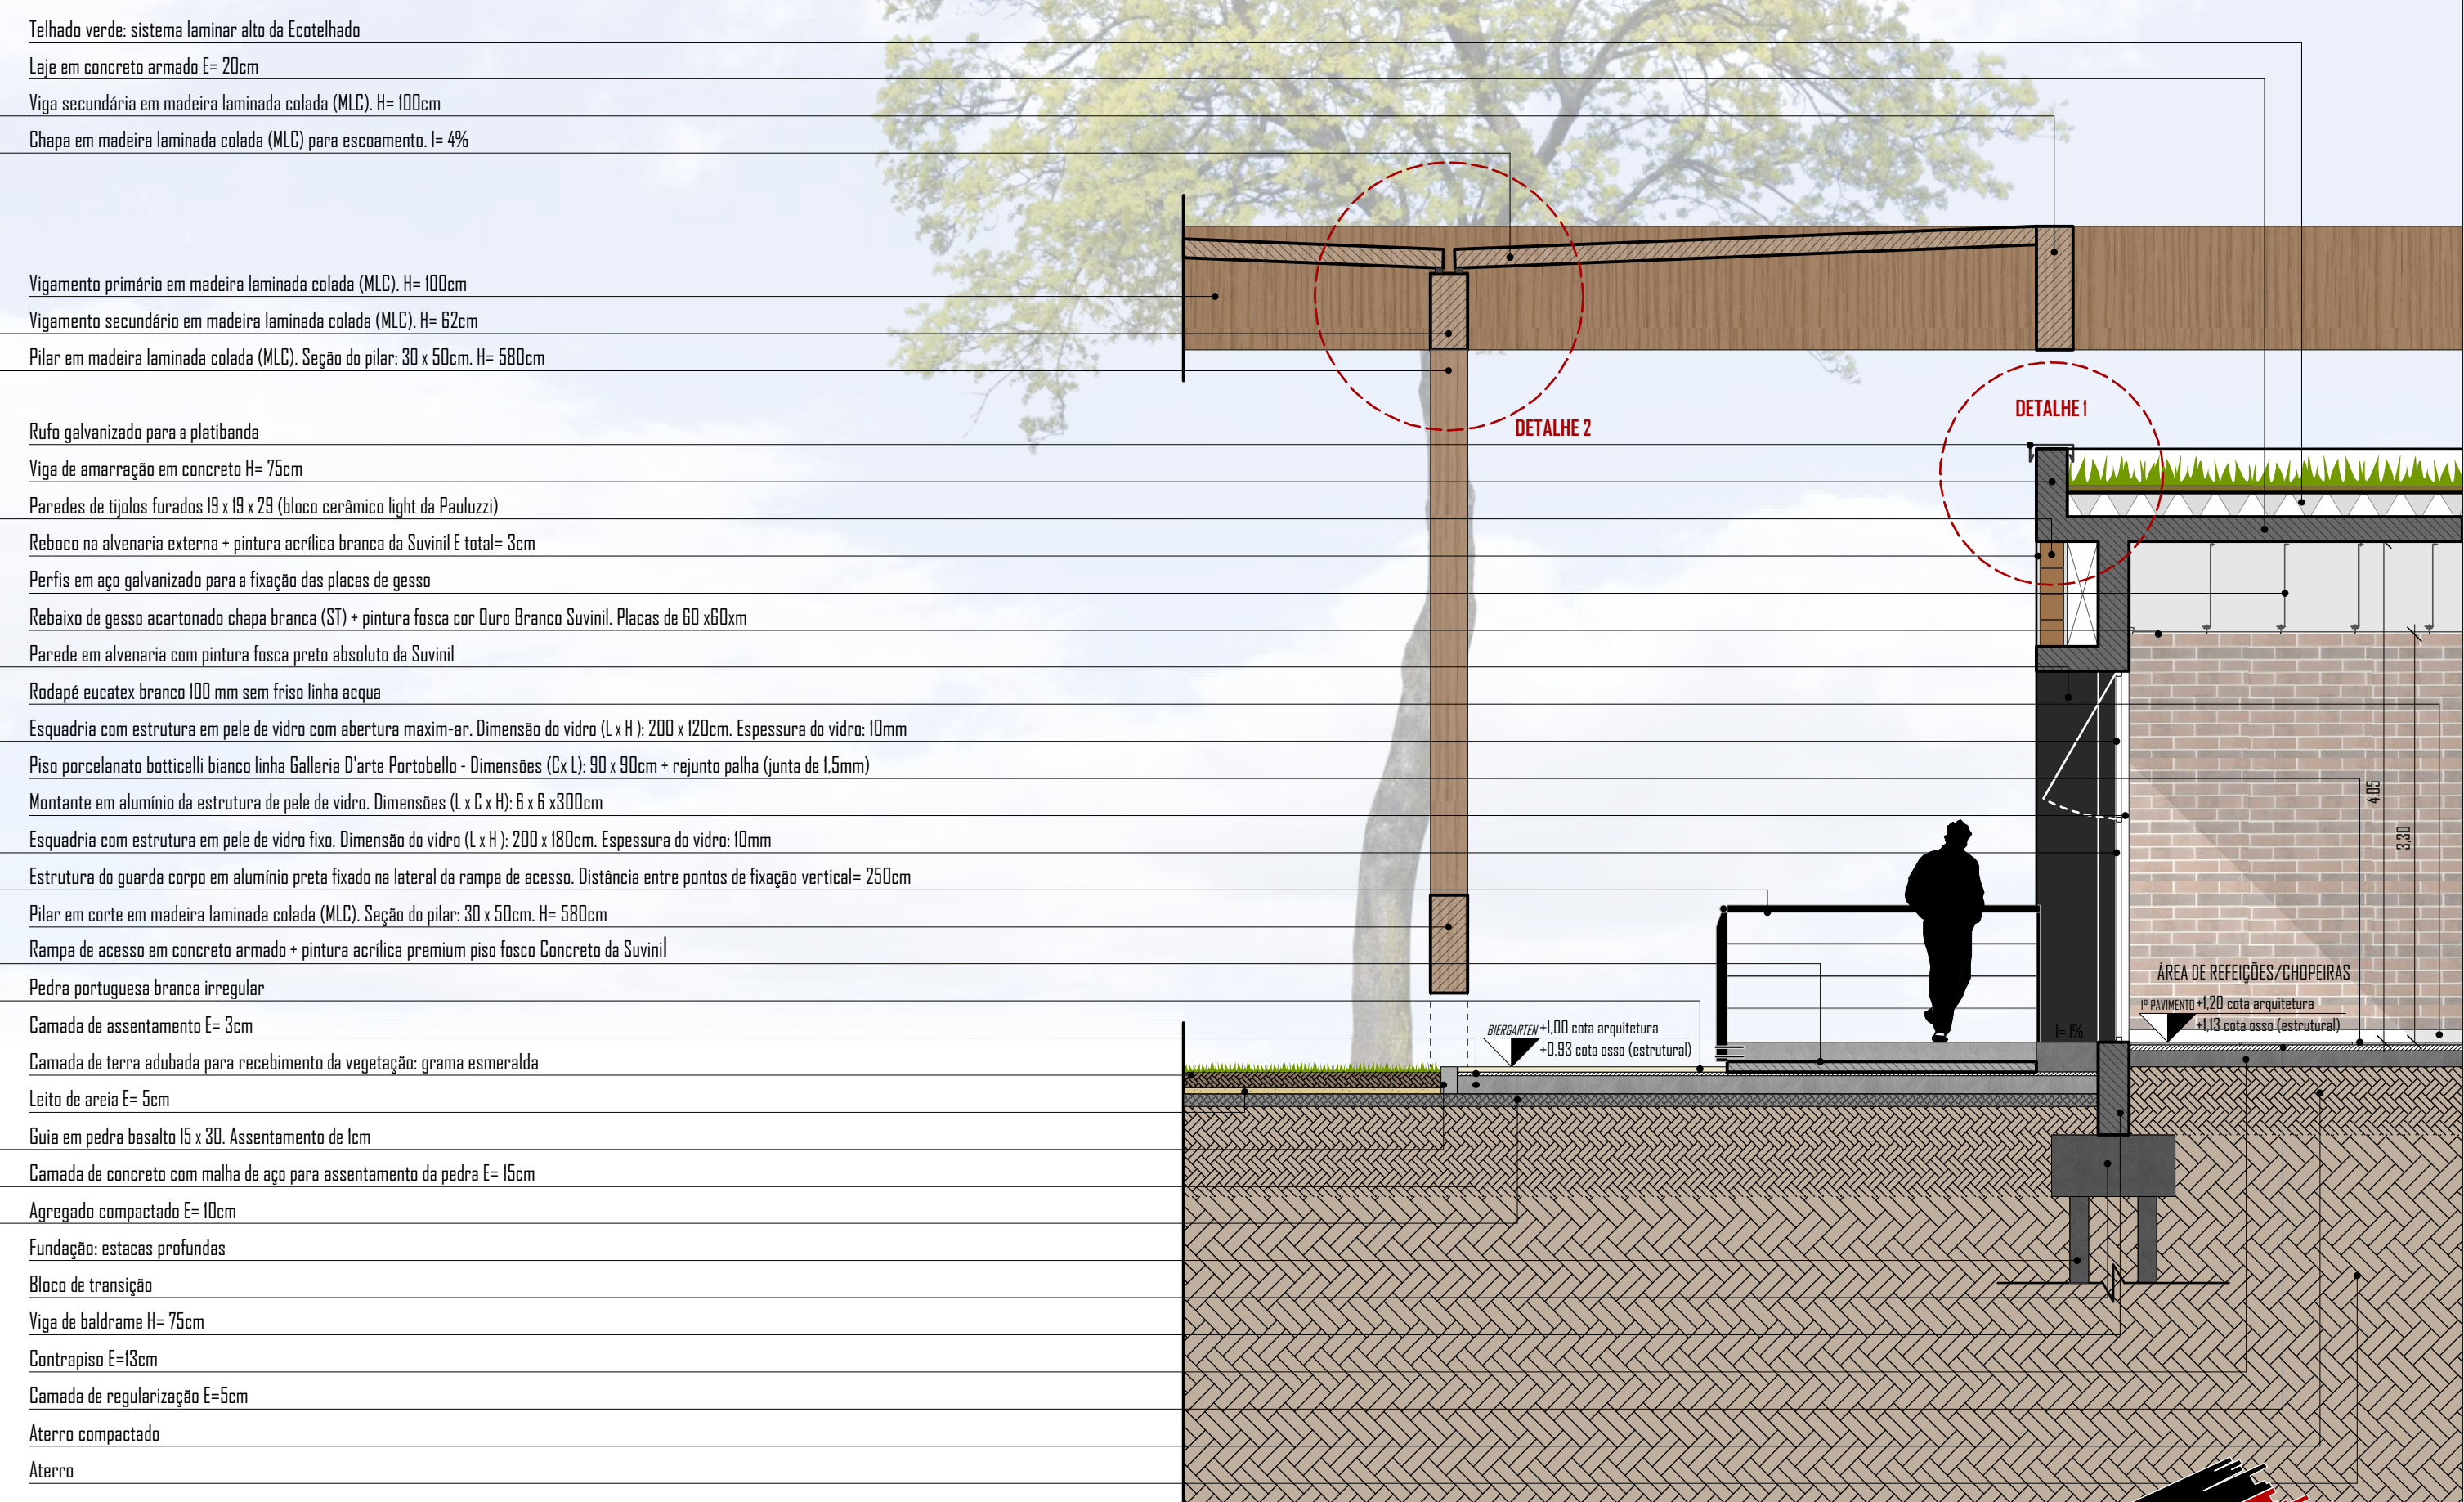 Telhado verde: sistema laminar alto da Ecotelhado
Laje em concreto armado E= 20cm
Viga secundária em madeira laminada colada (MLC). H= 100cm
Chapa em madeira laminada colada (MLC) para escoamento. I= 4%
Vigamento primário em madeira laminada colada (MLC). H= 100cm
Vigamento secundário em madeira laminada colada (MLC). H= 62cm
Pilar em madeira laminada colada (MLC). Seção do pilar: 30 x 50cm. H= 580cm
DETALHE 1
DETALHE 2
Rufo galvanizado para a platibanda
Viga de amarração em concreto H= 75cm
Paredes de tijolos furados 19 x 19 x 29 (bloco cerâmico light da Pauluzzi)
Reboco na alvenaria externa + pintura acrílica branca da Suvinil E total= 3cm
Perfis em aço galvanizado para a fixação das placas de gesso
Rebaixo de gesso acartonado chapa branca (ST) + pintura fosca cor Ouro Branco Suvinil. Placas de 60 x60xm
Parede em alvenaria com pintura fosca preto absoluto da Suvinil
Rodapé eucatex branco 100 mm sem friso linha acqua
Esquadria com estrutura em pele de vidro com abertura maxim-ar. Dimensão do vidro (L x H ): 200 x 120cm. Espessura do vidro: 10mm
Piso porcelanato botticelli bianco linha Galleria D'arte Portobello - Dimensões (Cx L): 90 x 90cm + rejunto palha (junta de 1,5mm)
Montante em alumínio da estrutura de pele de vidro. Dimensões (L x C x H): 6 x 6 x300cm
Esquadria com estrutura em pele de vidro fixo. Dimensão do vidro (L x H ): 200 x 180cm. Espessura do vidro: 10mm
Estrutura do guarda corpo em alumínio preta fixado na lateral da rampa de acesso. Distância entre pontos de fixação vertical= 250cm
Pilar em corte em madeira laminada colada (MLC). Seção do pilar: 30 x 50cm. H= 580cm
Rampa de acesso em concreto armado + pintura acrílica premium piso fosco Concreto da Suvinil
Pedra portuguesa branca irregular
Camada de assentamento E= 3cm
Camada de terra adubada para recebimento da vegetação: grama esmeralda
Leito de areia E= 5cm
Guia em pedra basalto 15 x 30. Assentamento de 1cm
Camada de concreto com malha de aço para assentamento da pedra E= 15cm
Agregado compactado E= 10cm
Fundação: estacas profundas
Bloco de transição
Viga de baldrame H= 75cm
Contrapiso E=13cm
Camada de regularização E=5cm
Aterro compactado
Aterro
4,05
3,30
ÁREA DE REFEIÇÕES/CHOPEIRAS
1º PAVIMENTO +1,20 cota arquitetura
+1,13 cota osso (estrutural)
BIERGARTEN +1,00 cota arquitetura
+0,93 cota osso (estrutural)
I= 1%